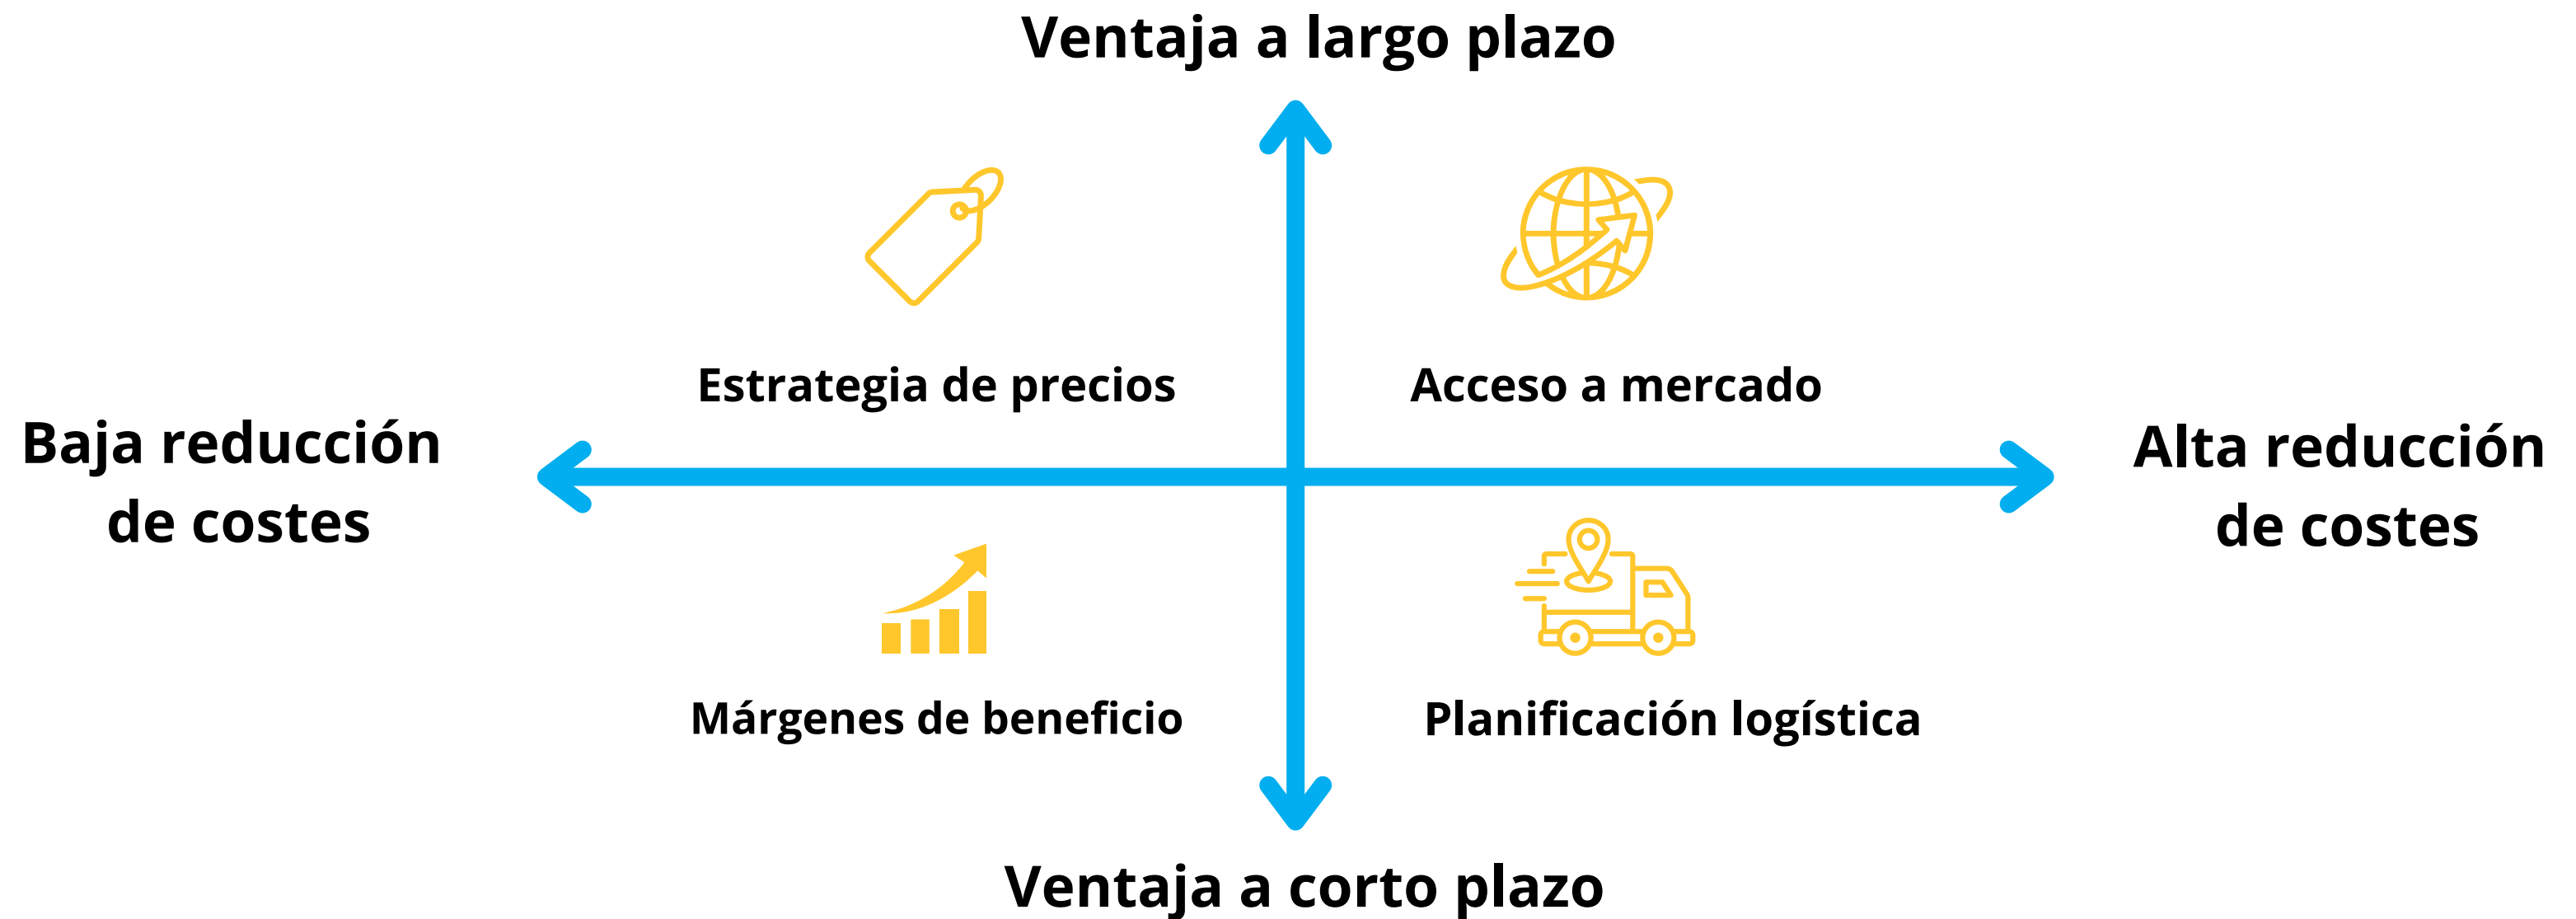 Ventaja a largo plazo
Estrategia de precios
Acceso a mercado
Baja reducción
de costes
Alta reducción
de costes
Márgenes de beneficio
Planificación logística
Ventaja a corto plazo